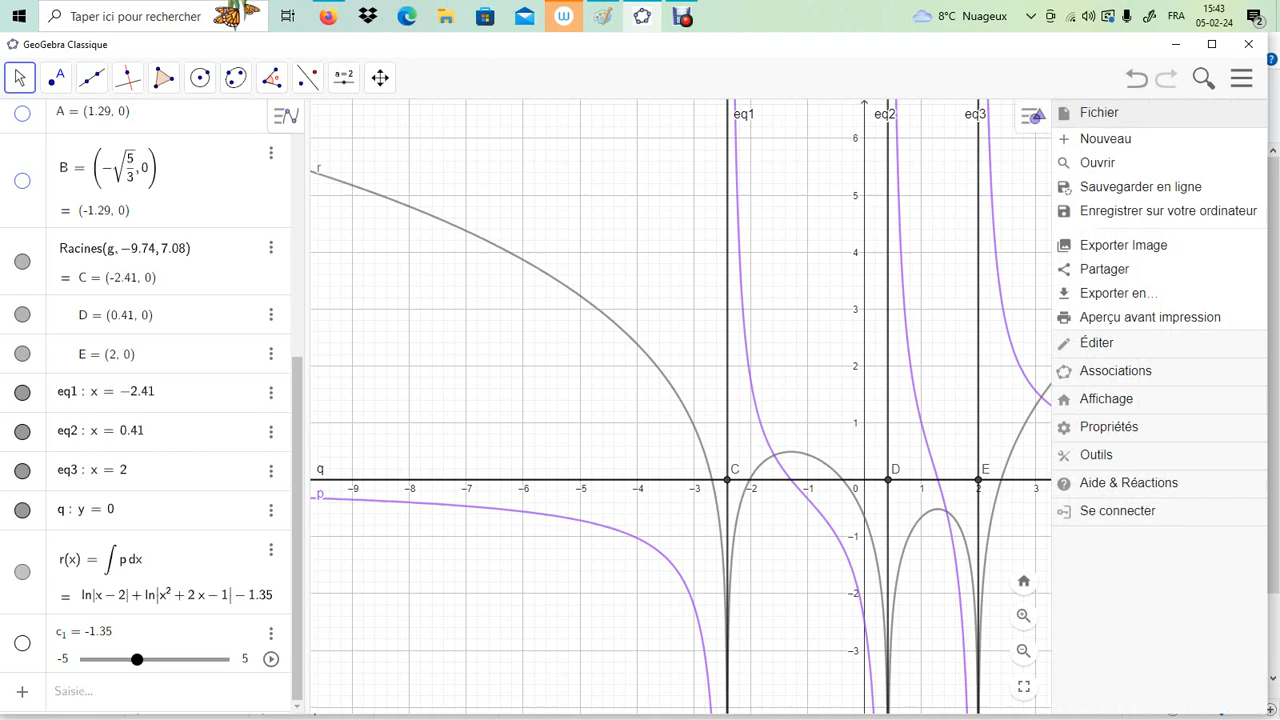 Taper ici pour rechercher
W
8°C Nuageux
FRA
15:43
05-02-24
2
GeoGebra Classique
A
a=2
A = (1.29, 0)
B = (−√(5/3), 0)
= (-1.29, 0)
Racines(g, −9.74, 7.08)
= C = (-2.41, 0)
D = (0.41, 0)
E = (2, 0)
eq1 : x = −2.41
eq2 : x = 0.41
eq3 : x = 2
q : y = 0
r(x) = ∫ p dx
= ln|x − 2| + ln|x² + 2 x − 1| − 1.35
c₁ = -1.35
-5 5
Saisie...
eq1 eq2 eq3
r
q
p
C D E
6
5
4
3
2
1
−9 −8 −7 −6 −5 −4 −3 −2 −1 0 1 2 3
−1
−2
−3
Fichier
Nouveau
Ouvrir
Sauvegarder en ligne
Enregistrer sur votre ordinateur
Exporter Image
Partager
Exporter en…
Aperçu avant impression
Éditer
Associations
Affichage
Propriétés
Outils
Aide & Réactions
Se connecter